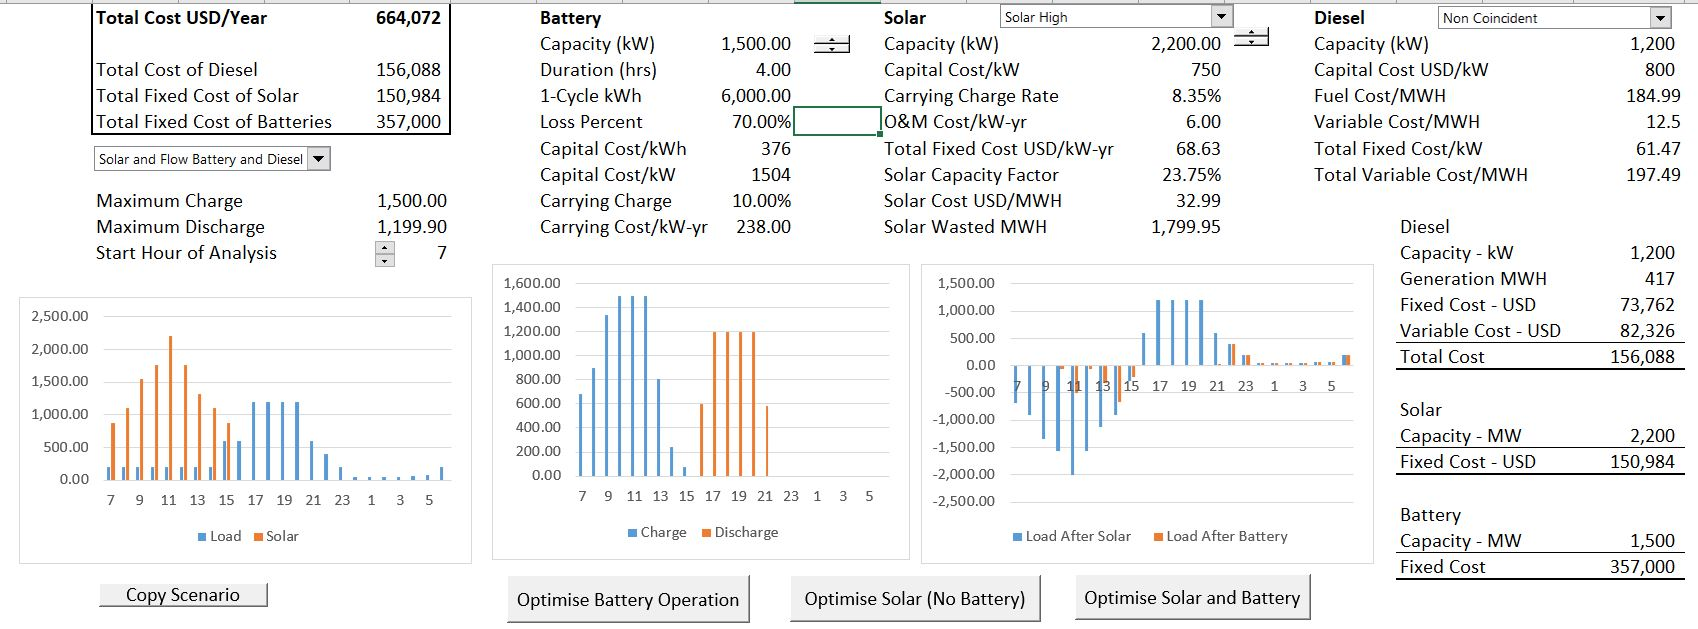 Total Cost USD/Year 664,072
Total Cost of Diesel 156,088
Total Fixed Cost of Solar 150,984
Total Fixed Cost of Batteries 357,000
Solar and Flow Battery and Diesel
Maximum Charge 1,500.00
Maximum Discharge 1,199.90
Start Hour of Analysis 7
Battery
Capacity (kW) 1,500.00
Duration (hrs) 4.00
1-Cycle kWh 6,000.00
Loss Percent 70.00%
Capital Cost/kWh 376
Capital Cost/kW 1504
Carrying Charge 10.00%
Carrying Cost/kW-yr 238.00
Solar Solar High
Capacity (kW) 2,200.00
Capital Cost/kW 750
Carrying Charge Rate 8.35%
O&M Cost/kW-yr 6.00
Total Fixed Cost USD/kW-yr 68.63
Solar Capacity Factor 23.75%
Solar Cost USD/MWH 32.99
Solar Wasted MWH 1,799.95
Diesel Non Coincident
Capacity (kW) 1,200
Capital Cost USD/kW 800
Fuel Cost/MWH 184.99
Variable Cost/MWH 12.5
Total Fixed Cost/kW 61.47
Total Variable Cost/MWH 197.49
2,500.00
2,000.00
1,500.00
1,000.00
500.00
0.00
7 9 11 13 15 17 19 21 23 1 3 5
Load Solar
1,600.00
1,400.00
1,200.00
1,000.00
800.00
600.00
400.00
200.00
0.00
7 9 11 13 15 17 19 21 23 1 3 5
Charge Discharge
1,500.00
1,000.00
500.00
0.00
-500.00
-1,000.00
-1,500.00
-2,000.00
-2,500.00
7 9 11 13 15 17 19 21 23 1 3 5
Load After Solar Load After Battery
Diesel
Capacity - kW 1,200
Generation MWH 417
Fixed Cost - USD 73,762
Variable Cost - USD 82,326
Total Cost 156,088
Solar
Capacity - MW 2,200
Fixed Cost - USD 150,984
Battery
Capacity - MW 1,500
Fixed Cost 357,000
Copy Scenario
Optimise Battery Operation
Optimise Solar (No Battery)
Optimise Solar and Battery